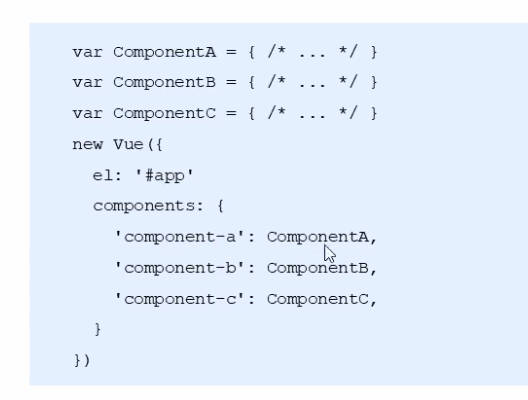 var ComponentA = { /* ... */ }
var ComponentB = { /* ... */ }
var ComponentC = { /* ... */ }
new Vue({
  el: '#app'
  components: {
    'component-a': ComponentA,
    'component-b': ComponentB,
    'component-c': ComponentC,
  }
})